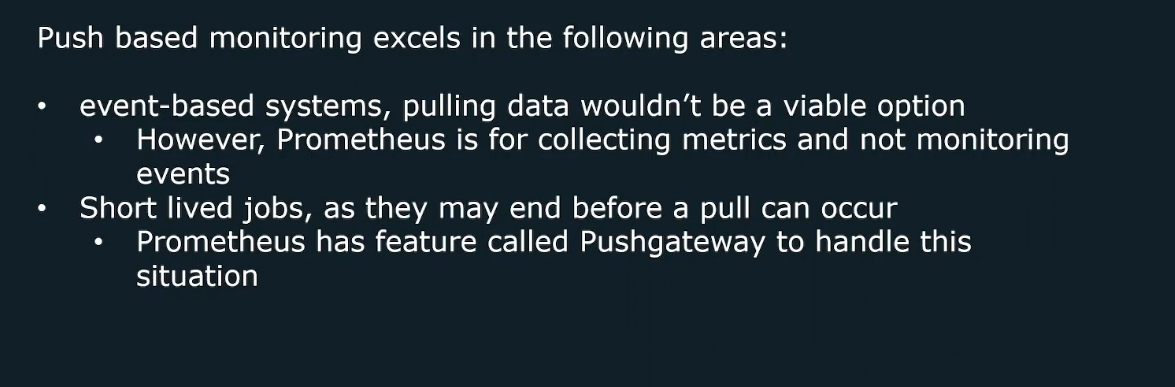 Push based monitoring excels in the following areas:
• event-based systems, pulling data wouldn't be a viable option
• However, Prometheus is for collecting metrics and not monitoring
events
• Short lived jobs, as they may end before a pull can occur
• Prometheus has feature called Pushgateway to handle this
situation